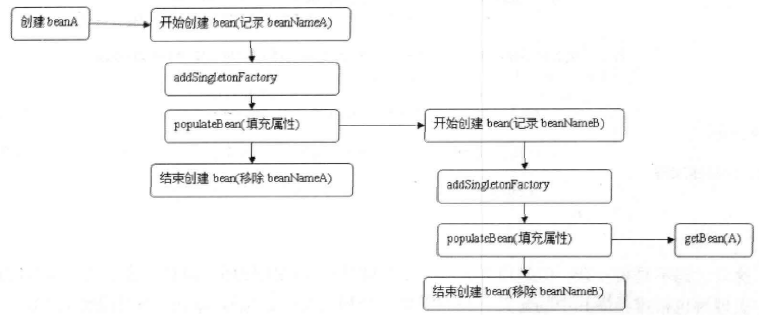 创建 beanA
开始创建 bean(记录 beanNameA)
addSingletonFactory
populateBean(填充属性)
结束创建 bean(移除 beanNameA)
开始创建 bean(记录 beanNameB)
addSingletonFactory
populateBean(填充属性)
getBean(A)
结束创建 bean(移除 beanNameB)